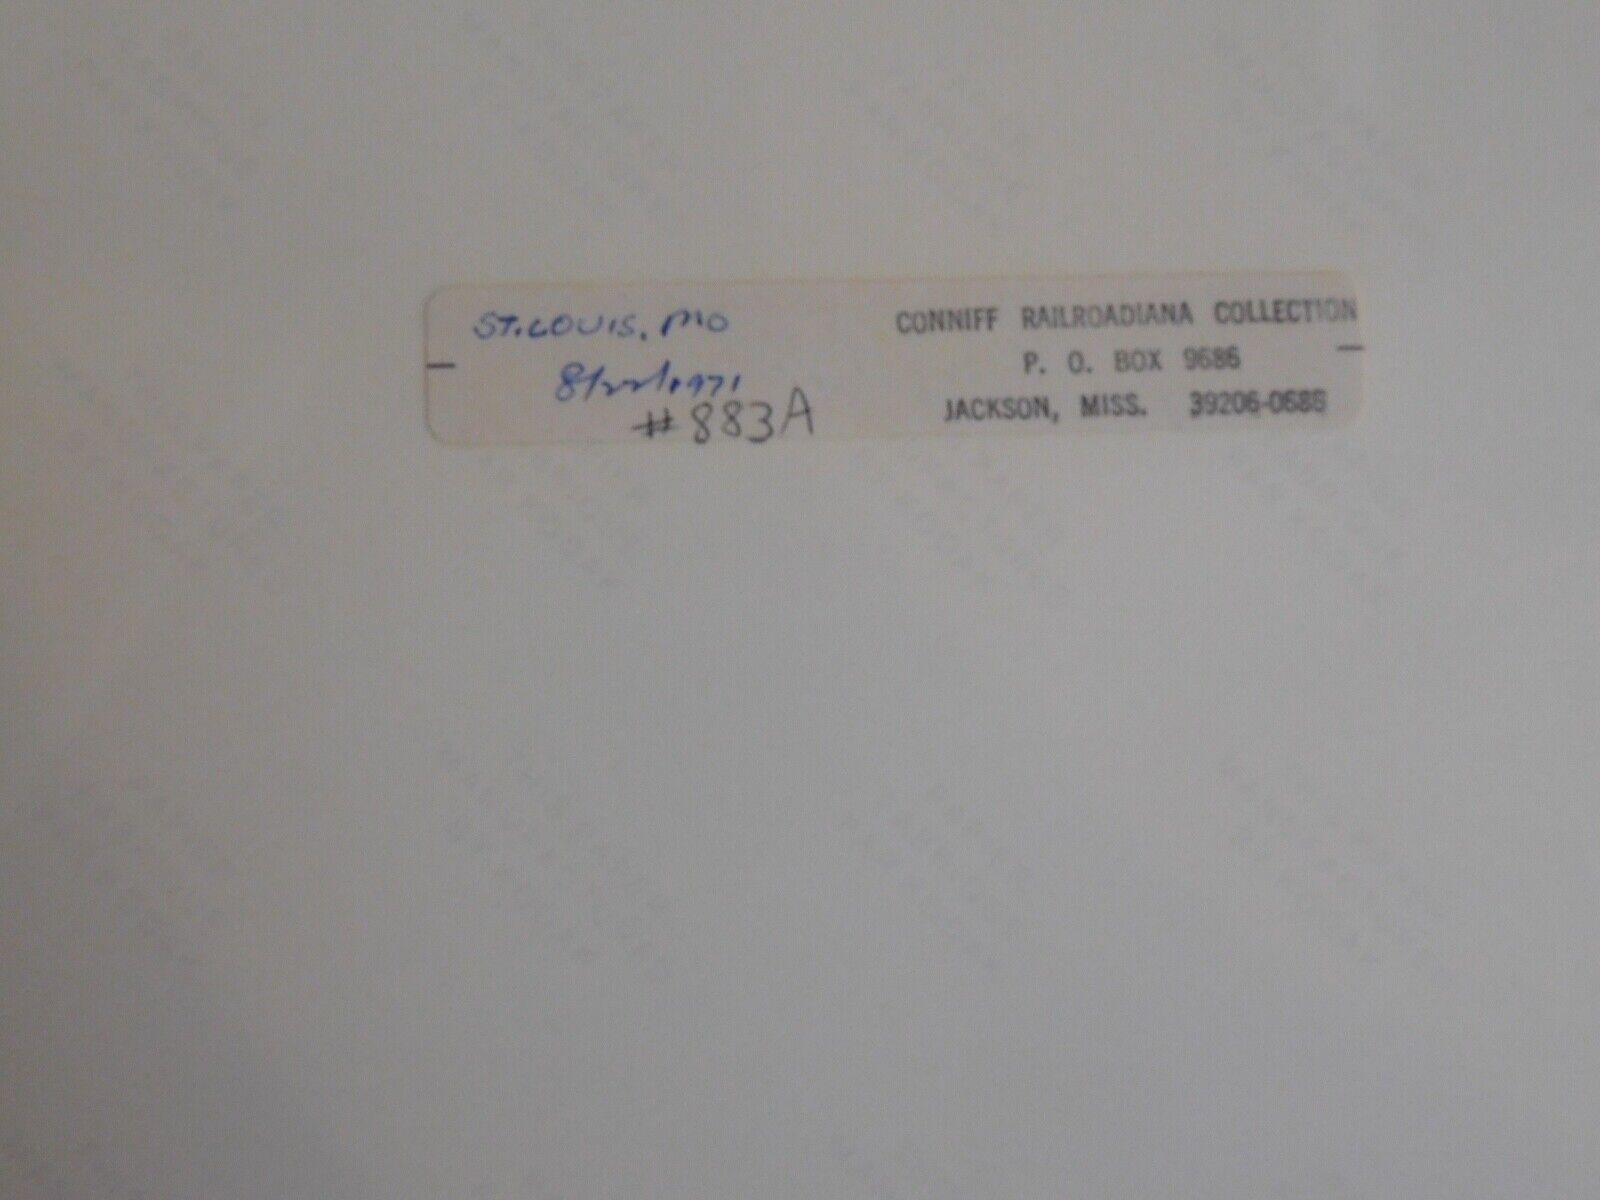 ST. LOUIS, MO
8/22/1971
#883A
CONNIFF RAILROADIANA COLLECTION
P. O. BOX 9686
JACKSON, MISS. 39206-0686